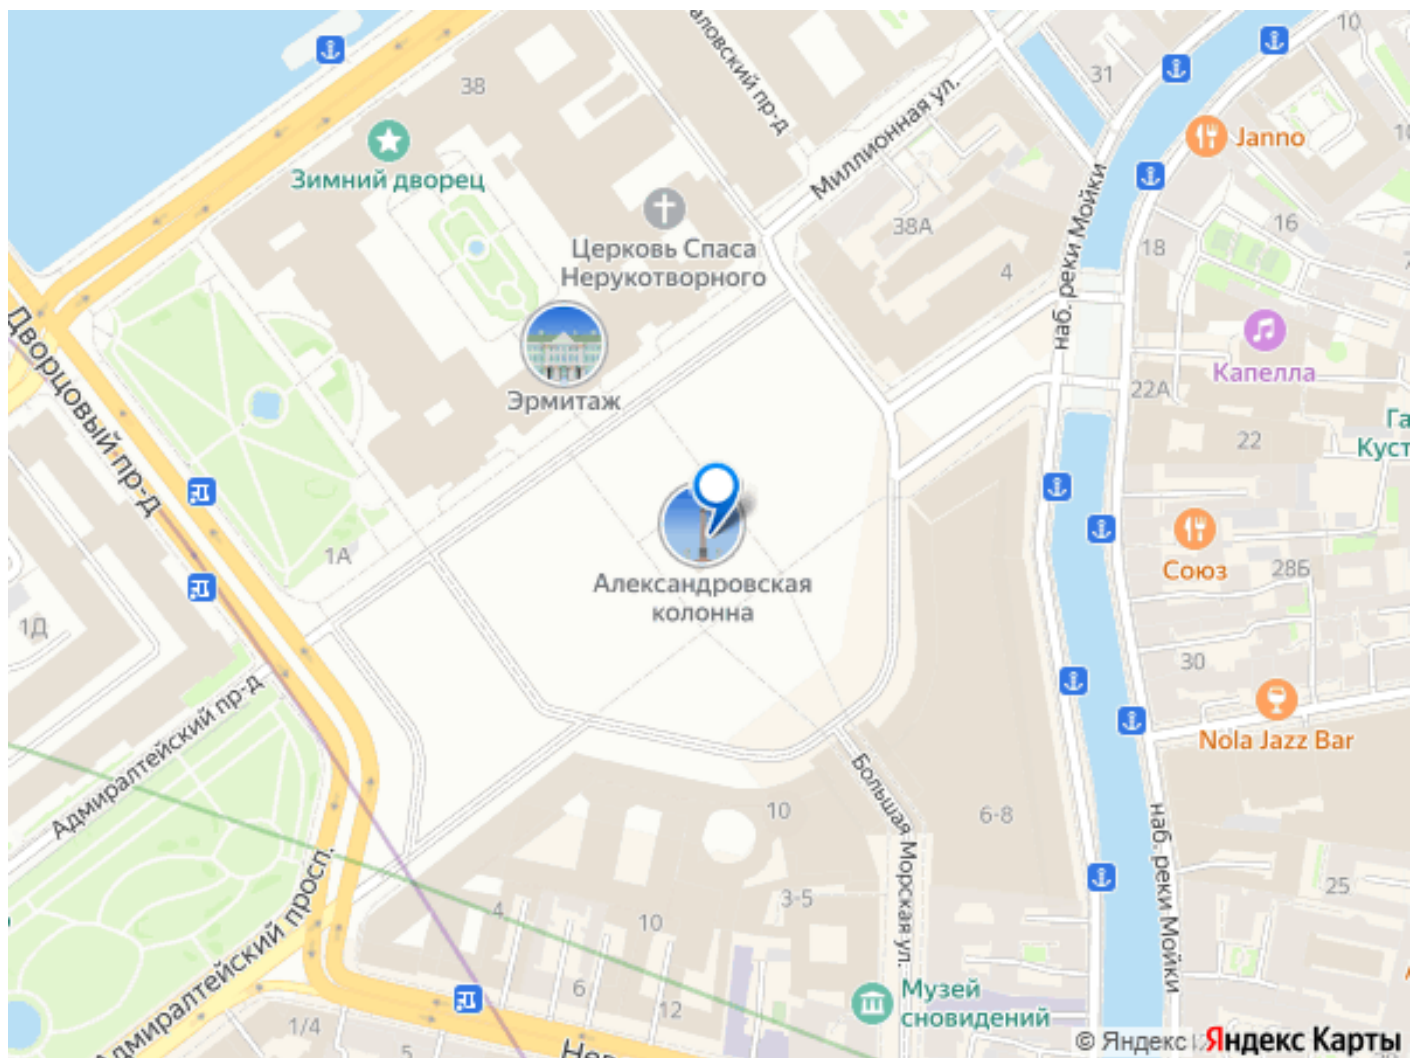 38
Зимний дворец
Миллионная ул.
31
10
Janno
наб. реки Мойки
Церковь Спаса
Нерукотворного
38А
4
16
18
Эрмитаж
Капелла
22А
22
Дворцовый пр-д
1А
1Д
Александровская
колонна
Союз
28Б
30
Nola Jazz Bar
Адмиралтейский пр-д
Большая Морская ул.
10
6-8
наб. реки Мойки
25
3-5
4
10
Адмиралтейский просп.
6
12
1/4
5
Музей
сновидений
© Яндекс
Яндекс Карты